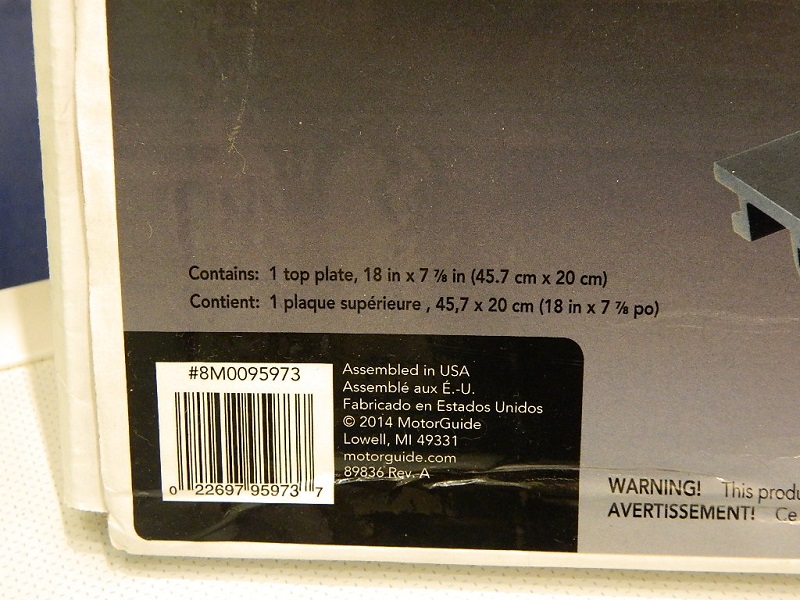 Contains: 1 top plate, 18 in x 7 ⅞ in (45.7 cm x 20 cm)
Contient: 1 plaque supérieure , 45,7 x 20 cm (18 in x 7 ⅞ po)
#8M0095973
0 22697 95973 7
Assembled in USA
Assemblé aux É.-U.
Fabricado en Estados Unidos
© 2014 MotorGuide
Lowell, MI 49331
motorguide.com
89836 Rev. A
WARNING! This produ
AVERTISSEMENT! Ce